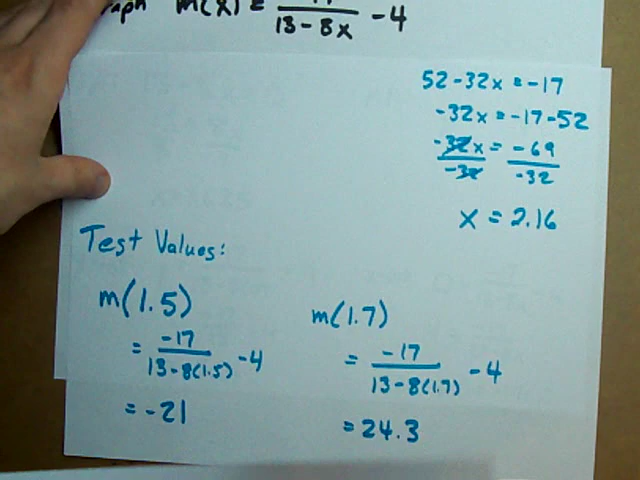 m(x) = / 13-8x - 4
52-32x = -17
-32x = -17-52
-32x / -32 = -69 / -32
x = 2.16
Test Values:
m(1.5)
= -17 / 13-8(1.5) - 4
= -21
m(1.7)
= -17 / 13-8(1.7) - 4
= 24.3